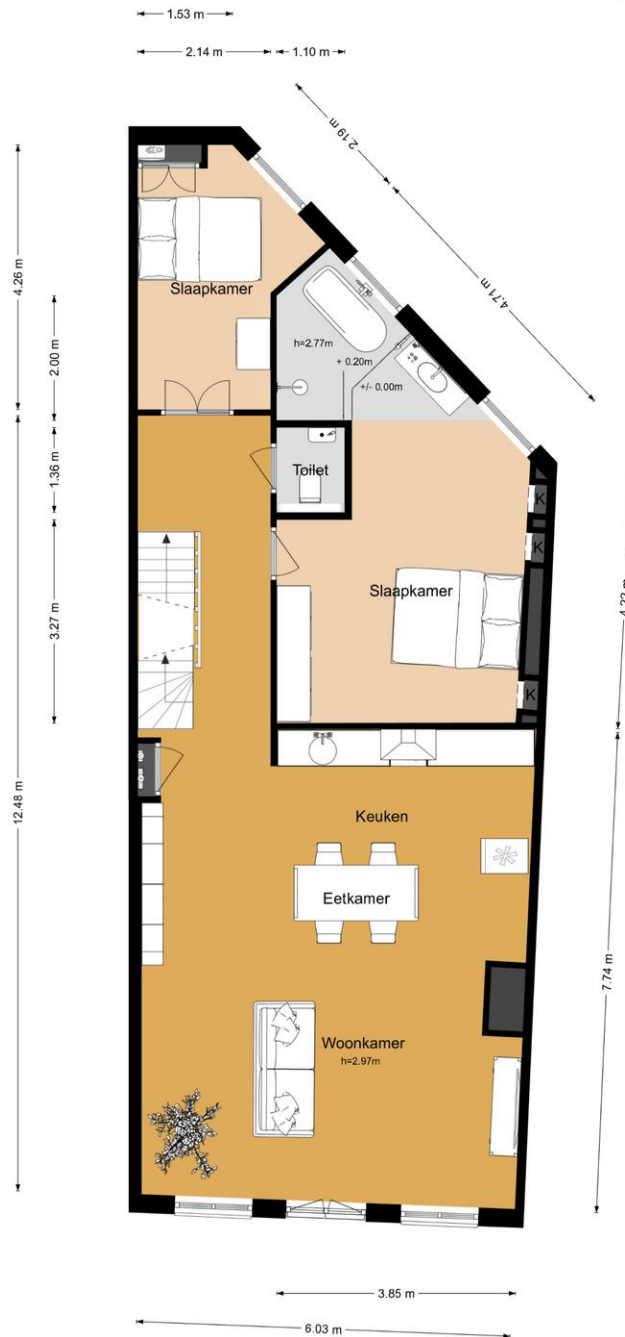 1.53 m
2.14 m
1.10 m
2.19 m
4.71 m
4.26 m
2.00 m
Slaapkamer
h=2.77m
+ 0.20m
+/- 0.00m
1.36 m
Toilet
K
K
3.27 m
Slaapkamer
K
12.48 m
Keuken
Eetkamer
7.74 m
Woonkamer
h=2.97m
3.85 m
6.03 m